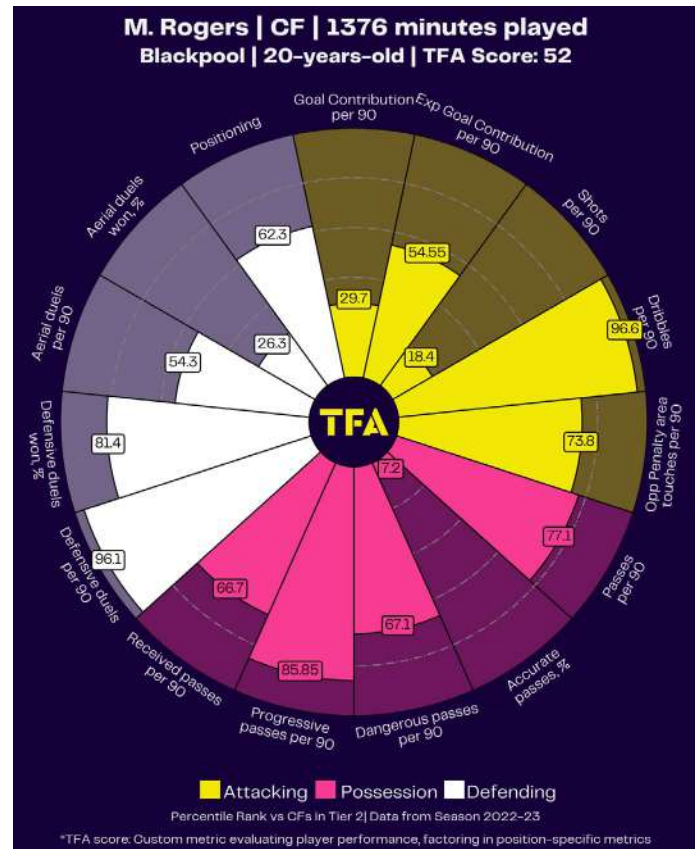 M. Rogers | CF | 1376 minutes played
Blackpool | 20-years-old | TFA Score: 52
Goal Contribution
per 90
Exp Goal Contribution
per 90
Shots
per 90
Dribbles
per 90
Opp Penalty area
touches per 90
Passes
per 90
Accurate
passes, %
Dangerous passes
per 90
Progressive
passes per 90
Received passes
per 90
Defensive duels
per 90
Defensive duels
won, %
Aerial duels
per 90
Aerial duels
won, %
Positioning
29.7
54.55
18.4
96.6
73.8
77.1
7.2
67.1
85.85
66.7
96.1
81.4
54.3
26.3
62.3
TFA
Attacking Possession Defending
Percentile Rank vs CFs in Tier 2| Data from Season 2022-23
*TFA score: Custom metric evaluating player performance, factoring in position-specific metrics